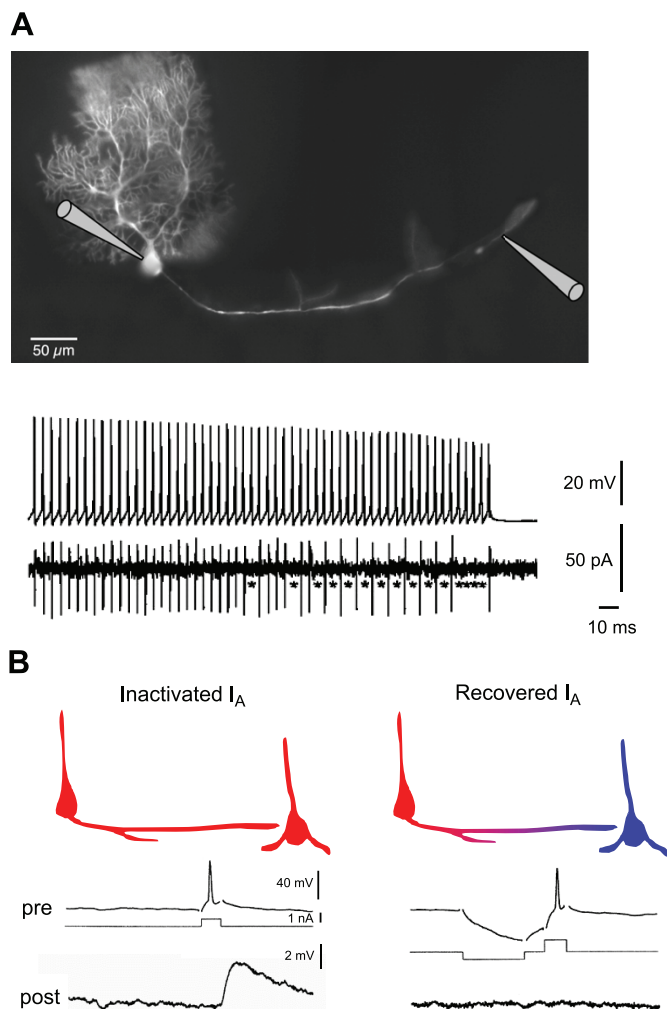 A
50 µm
20 mV
50 pA
* * * * * * * * * * ****
10 ms
B
Inactivated I_A
Recovered I_A
pre
40 mV
1 nA
2 mV
post